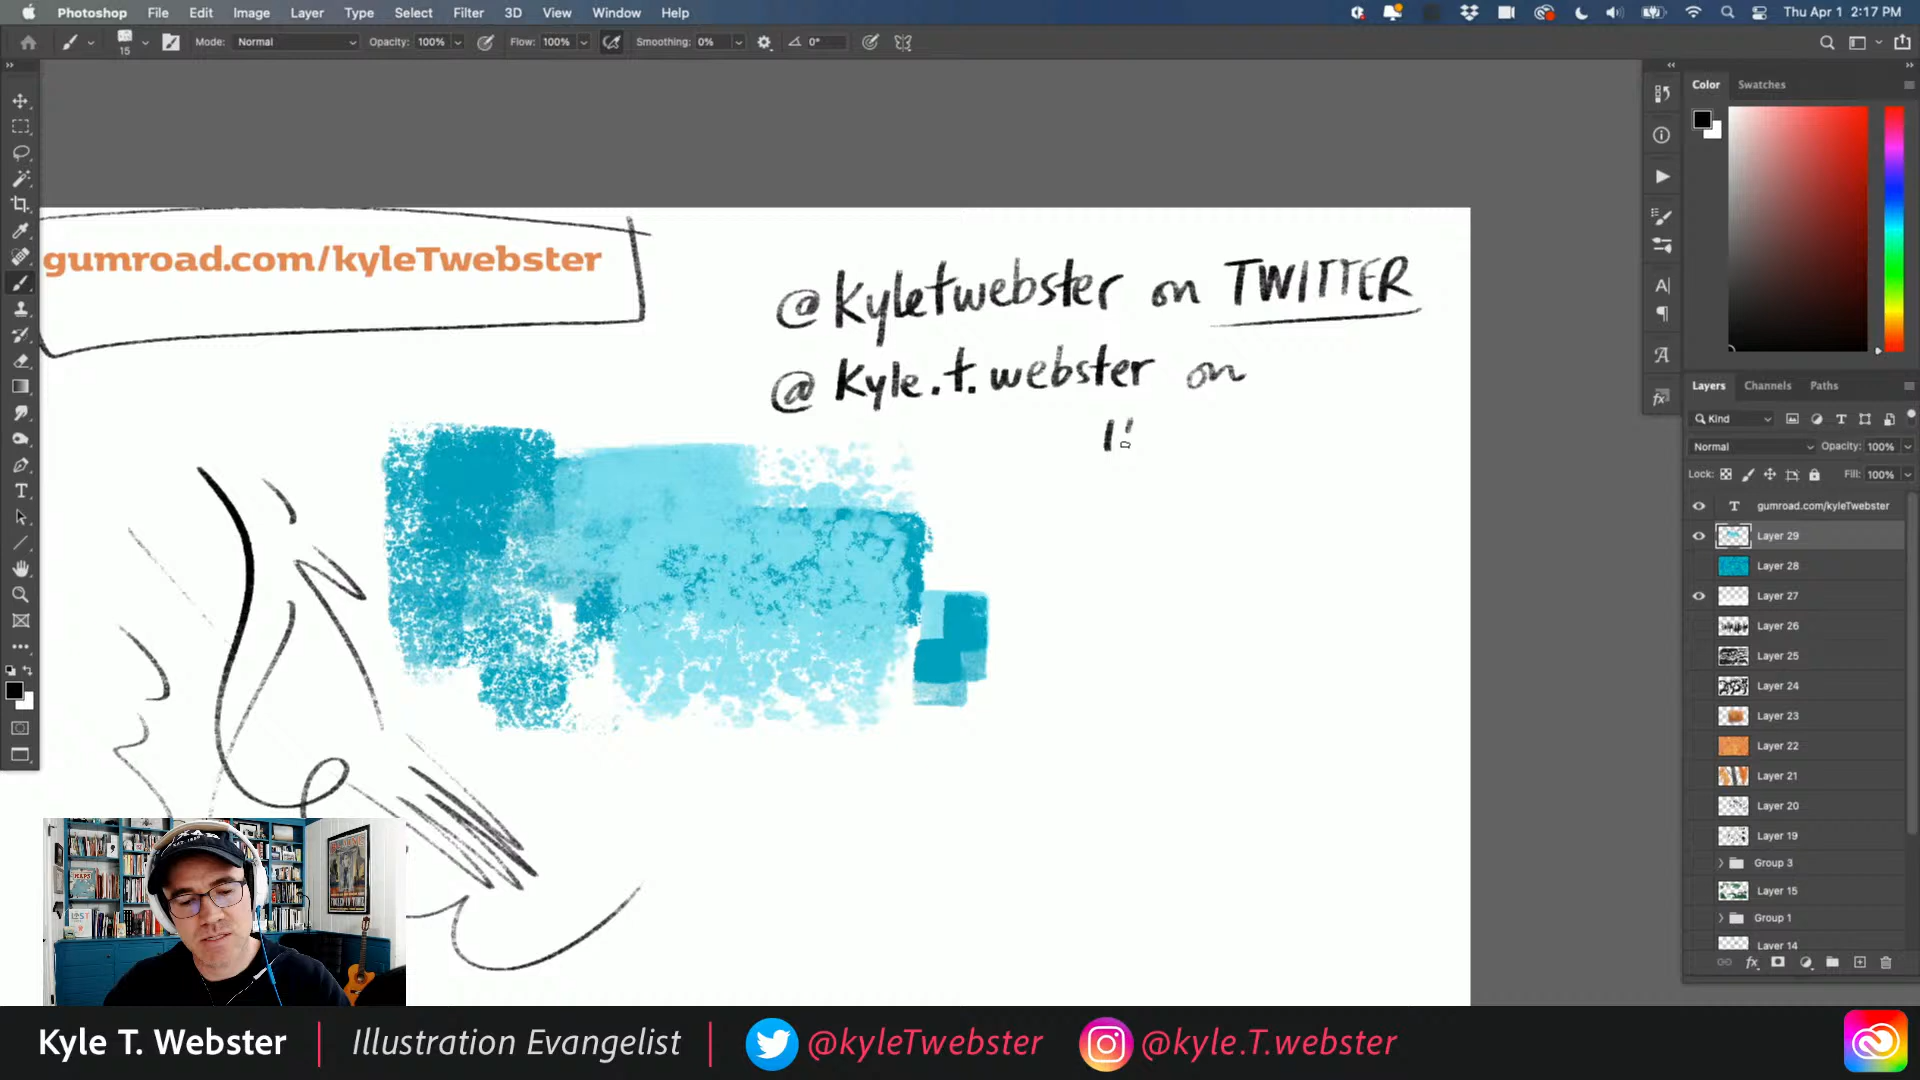 Photoshop File Edit Image Layer Type Select Filter 3D View Window Help Thu Apr 1 2:17 PM
15 Mode: Normal Opacity: 100% Flow: 100% Smoothing: 0% 0°
Color Swatches
gumroad.com/kyleTwebster
@kyletwebster on TWITTER
@kyle.t.webster on
Layers Channels Paths
Kind
Normal Opacity: 100%
Lock: Fill: 100%
gumroad.com/kyleTwebster
Layer 29
Layer 28
Layer 27
Layer 26
Layer 25
Layer 24
Layer 23
Layer 22
Layer 21
Layer 20
Layer 19
Group 3
Layer 15
Group 1
Layer 14
Kyle T. Webster | Illustration Evangelist | @kyleTwebster @kyle.T.webster